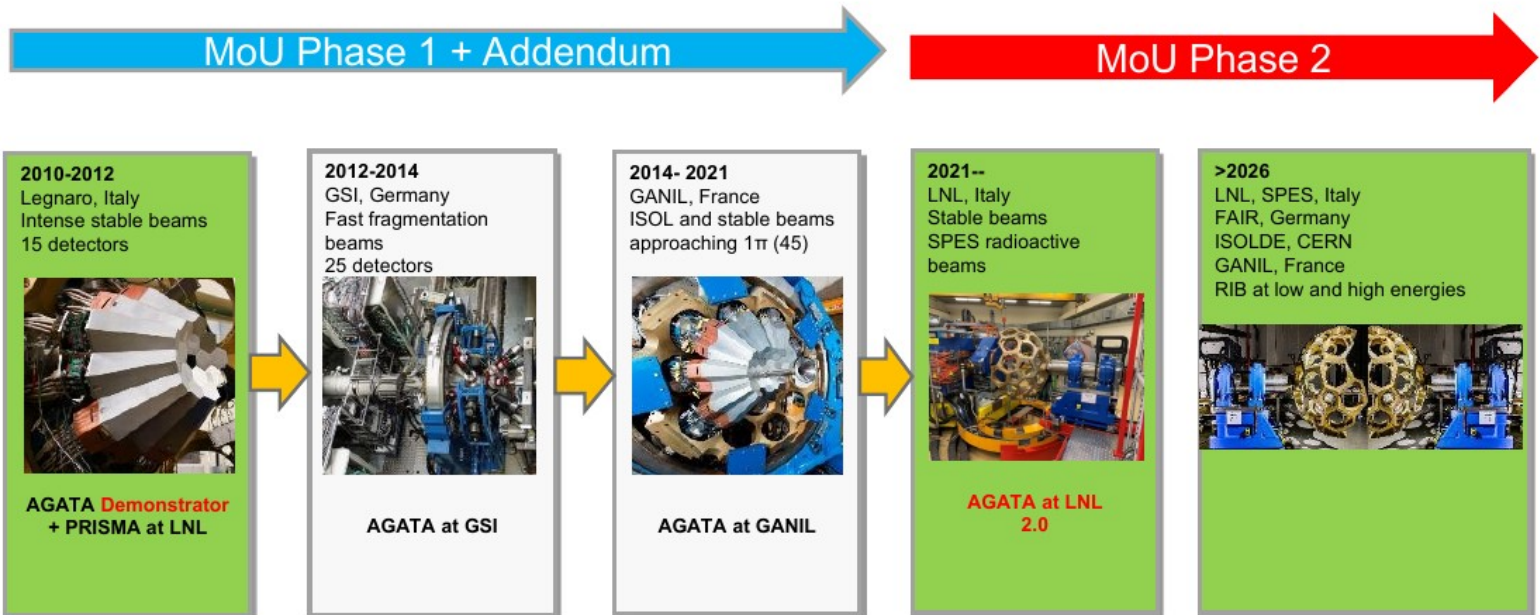 MoU Phase 1 + Addendum
MoU Phase 2
2010-2012
Legnaro, Italy
Intense stable beams
15 detectors
AGATA Demonstrator
+ PRISMA at LNL
2012-2014
GSI, Germany
Fast fragmentation
beams
25 detectors
AGATA at GSI
2014- 2021
GANIL, France
ISOL and stable beams
approaching 1π (45)
AGATA at GANIL
2021--
LNL, Italy
Stable beams
SPES radioactive
beams
AGATA at LNL
2.0
>2026
LNL, SPES, Italy
FAIR, Germany
ISOLDE, CERN
GANIL, France
RIB at low and high energies